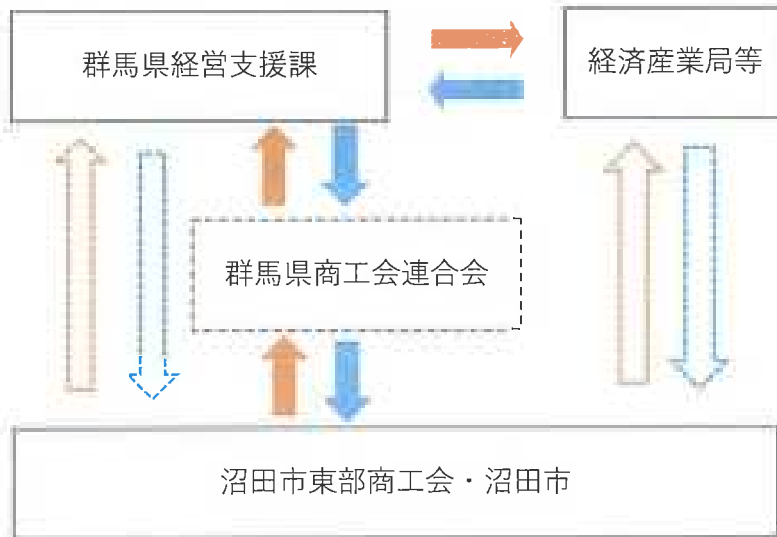 群馬県経営支援課
経済産業局等
群馬県商工会連合会
沼田市東部商工会・沼田市